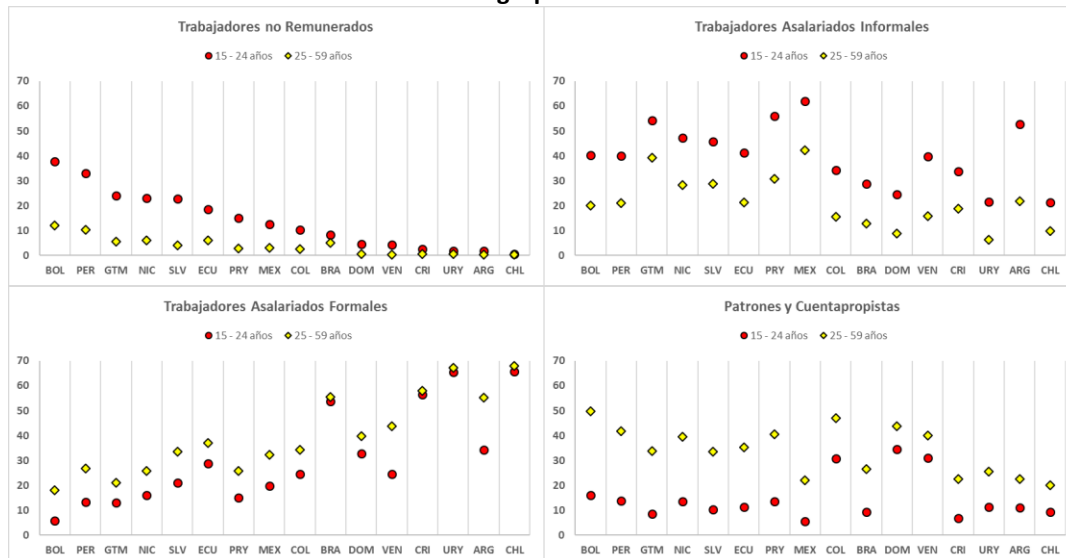 Trabajadores no Remunerados
15 - 24 años 25 - 59 años
70
60
50
40
30
20
10
0
BOL PER GTM NIC SLV ECU PRY MEX COL BRA DOM VEN CRI URY ARG CHL
Trabajadores Asalariados Informales
15 - 24 años 25 - 59 años
70
60
50
40
30
20
10
0
BOL PER GTM NIC SLV ECU PRY MEX COL BRA DOM VEN CRI URY ARG CHL
Trabajadores Asalariados Formales
15 - 24 años 25 - 59 años
70
60
50
40
30
20
10
0
BOL PER GTM NIC SLV ECU PRY MEX COL BRA DOM VEN CRI URY ARG CHL
Patrones y Cuentapropistas
15 - 24 años 25 - 59 años
70
60
50
40
30
20
10
0
BOL PER GTM NIC SLV ECU PRY MEX COL BRA DOM VEN CRI URY ARG CHL